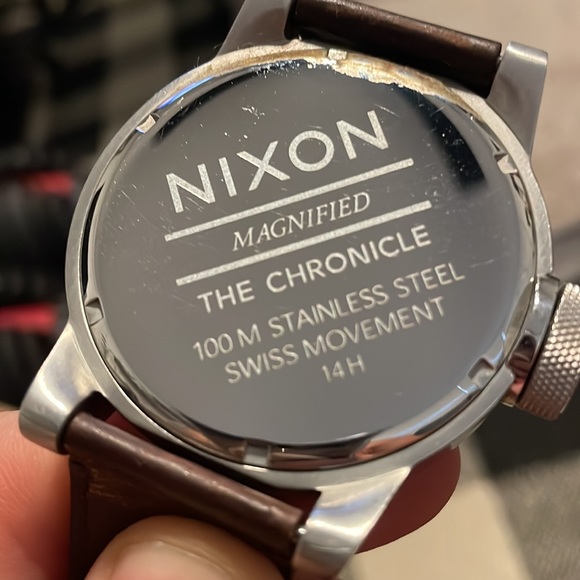 NIXON
MAGNIFIED
THE CHRONICLE
100 M STAINLESS STEEL
SWISS MOVEMENT
14H